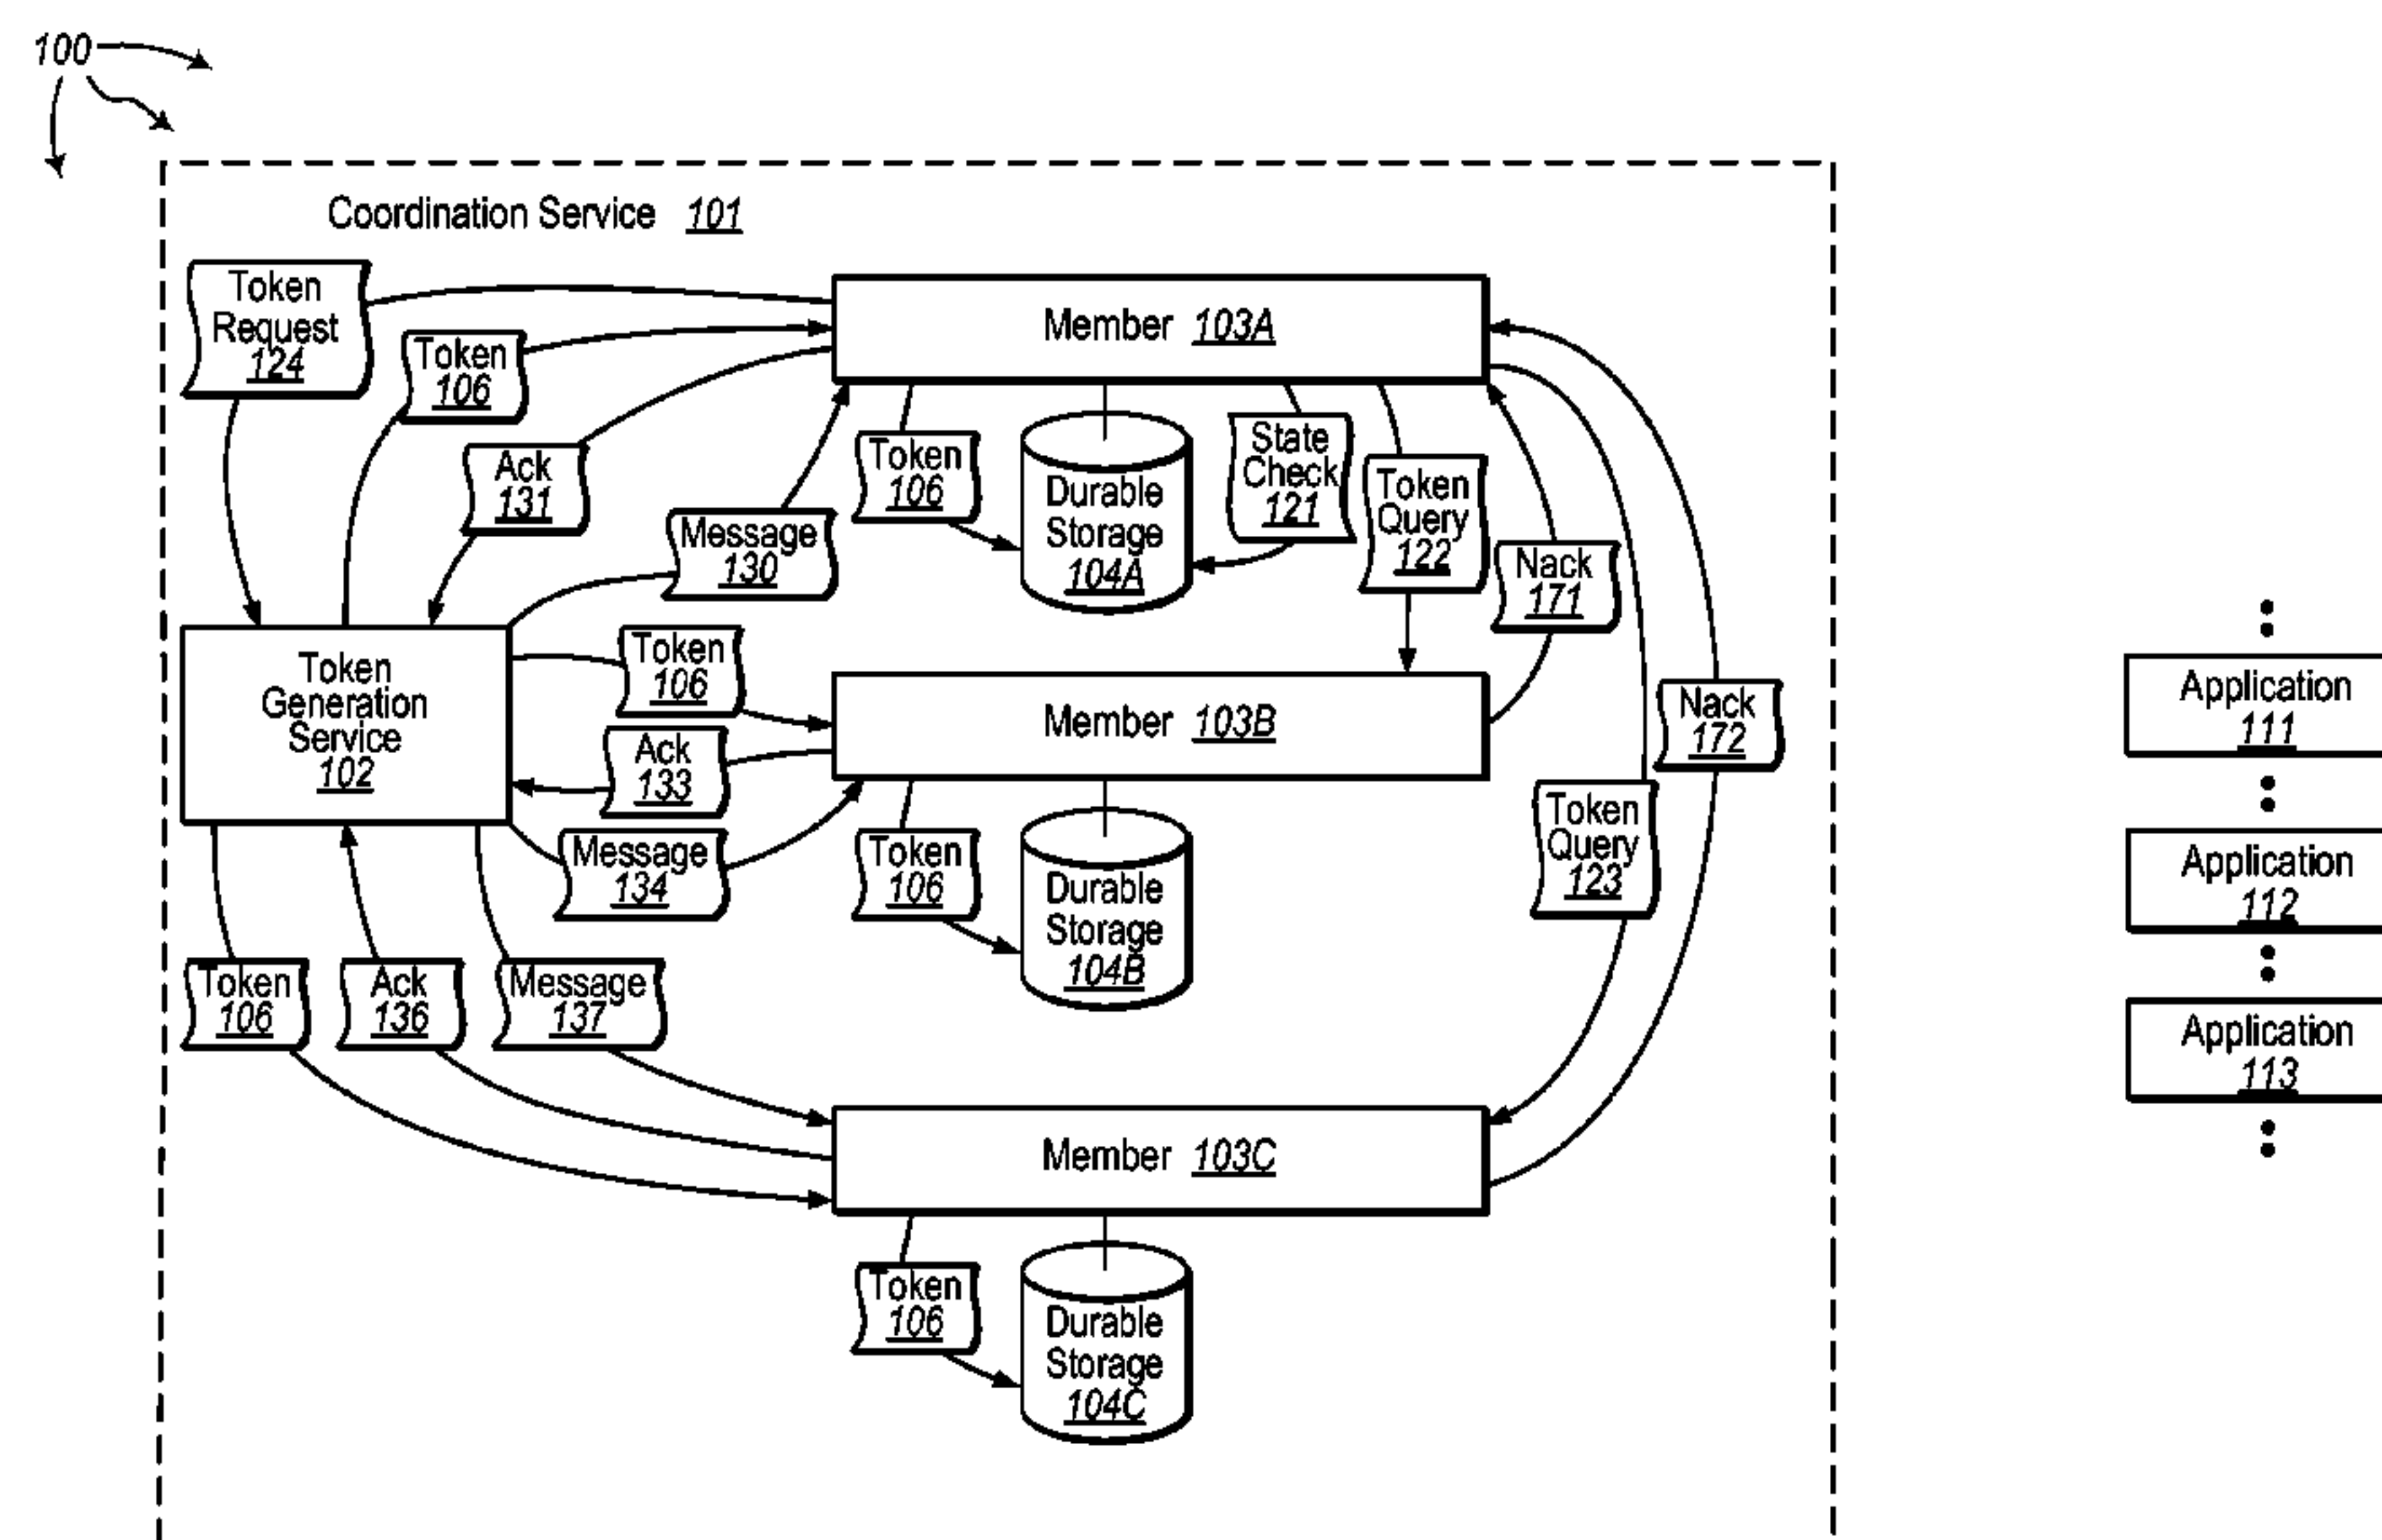 100
Coordination Service 101
Token
Request
124
Token
106
Ack
131
Message
130
Member 103A
Token
106
Durable
Storage
104A
State
Check
121
Token
Query
122
Nack
171
Token
Generation
Service
102
Token
106
Ack
133
Message
134
Member 103B
Token
106
Durable
Storage
104B
Nack
172
Token
Query
123
Token
106
Ack
136
Message
137
Member 103C
Token
106
Durable
Storage
104C
Application
111
Application
112
Application
113